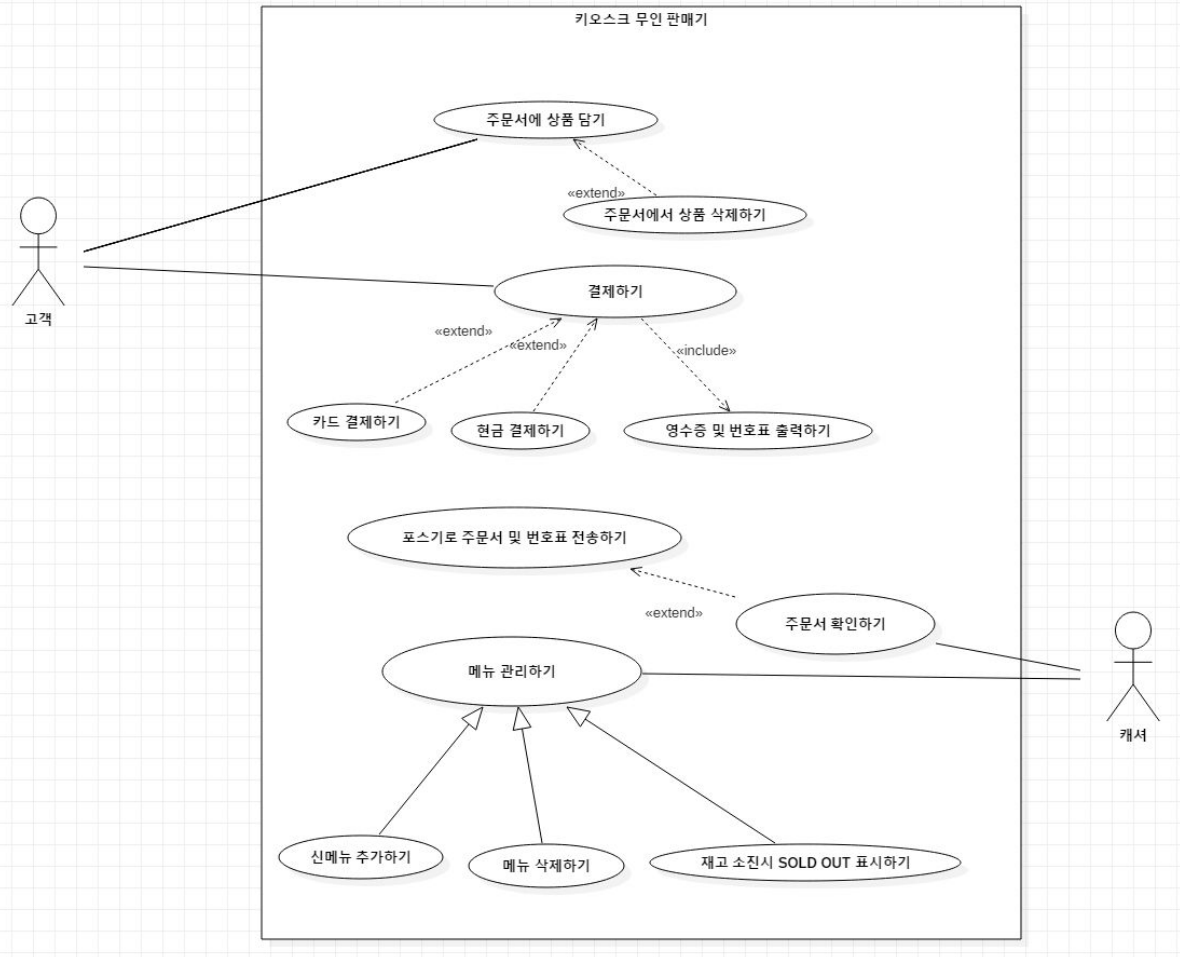 키오스크 무인 판매기
주문서에 상품 담기
«extend»
주문서에서 상품 삭제하기
고객
결제하기
«extend»
«extend»
«include»
카드 결제하기
현금 결제하기
영수증 및 번호표 출력하기
포스기로 주문서 및 번호표 전송하기
«extend»
주문서 확인하기
메뉴 관리하기
캐셔
신메뉴 추가하기
메뉴 삭제하기
재고 소진시 SOLD OUT 표시하기